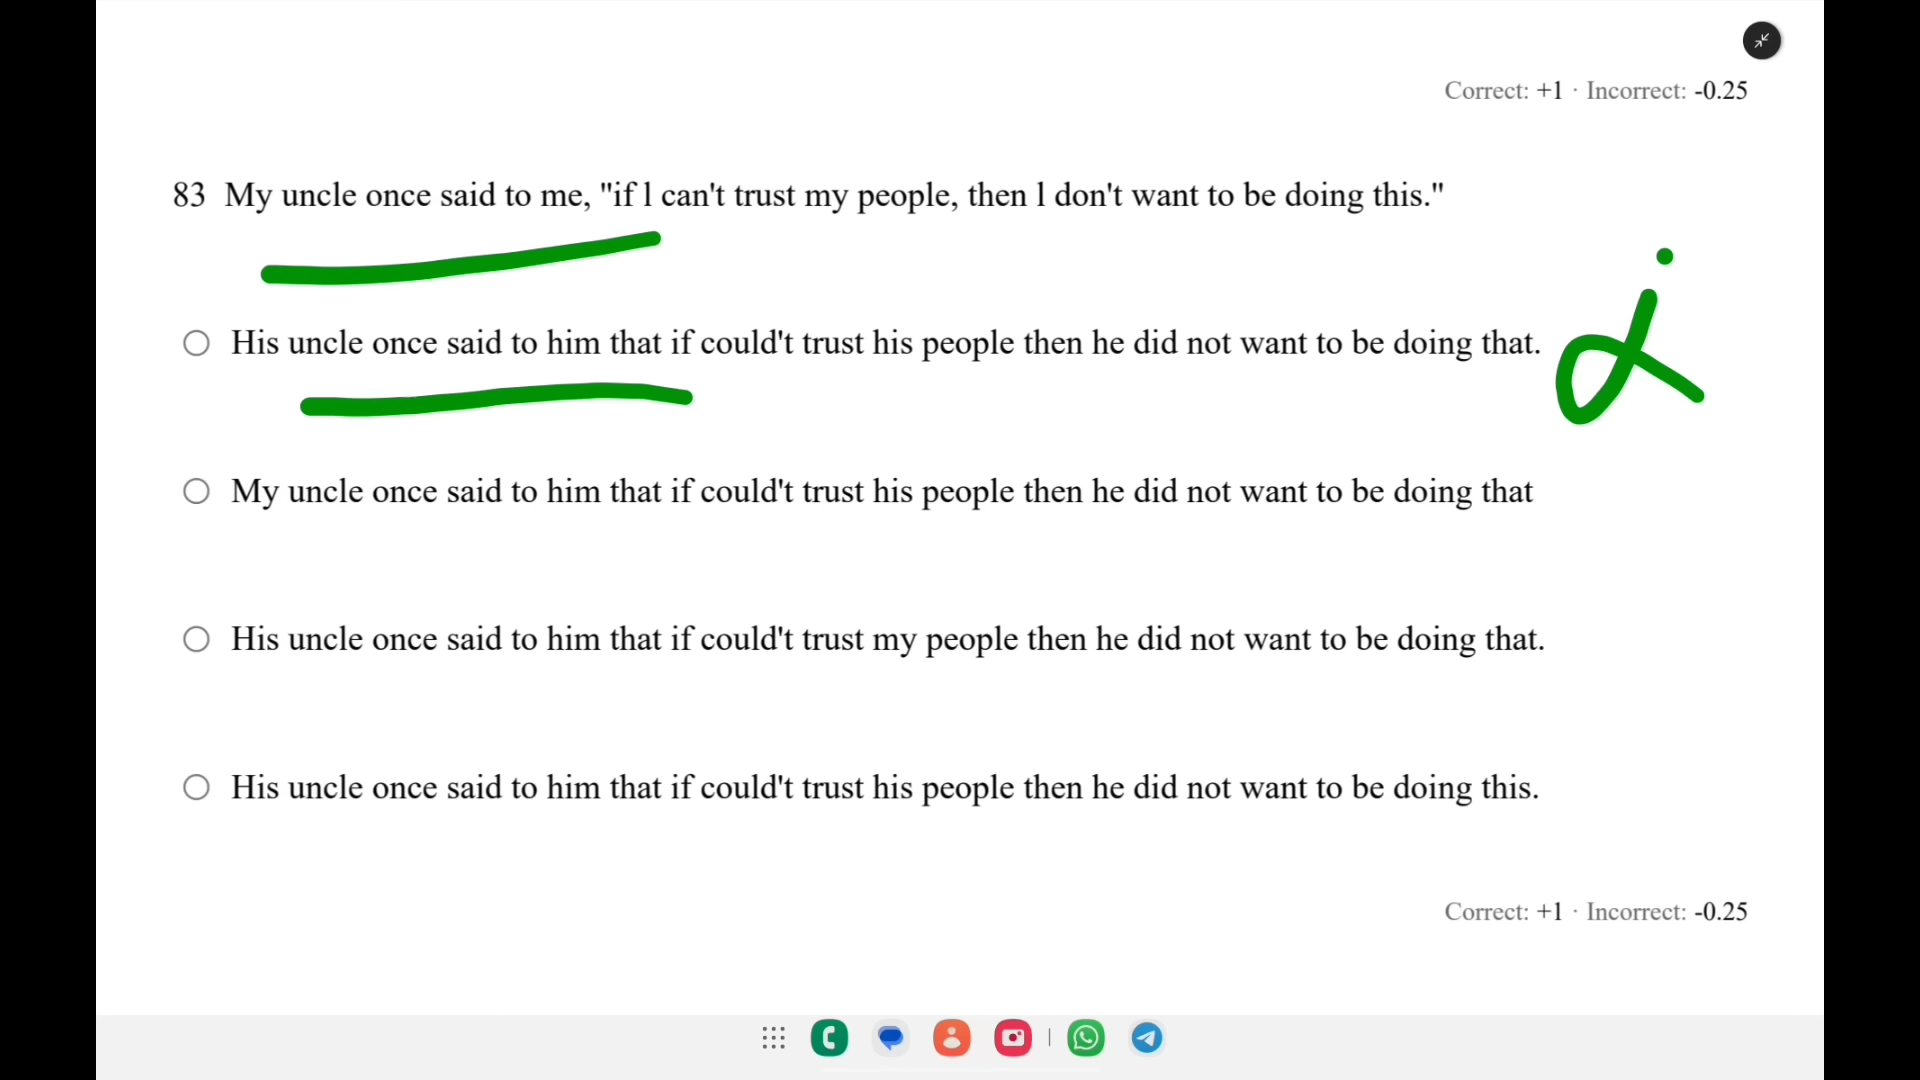 Correct: +1 · Incorrect: -0.25
83 My uncle once said to me, "if l can't trust my people, then l don't want to be doing this."
His uncle once said to him that if could't trust his people then he did not want to be doing that.
My uncle once said to him that if could't trust his people then he did not want to be doing that
His uncle once said to him that if could't trust my people then he did not want to be doing that.
His uncle once said to him that if could't trust his people then he did not want to be doing this.
Correct: +1 · Incorrect: -0.25